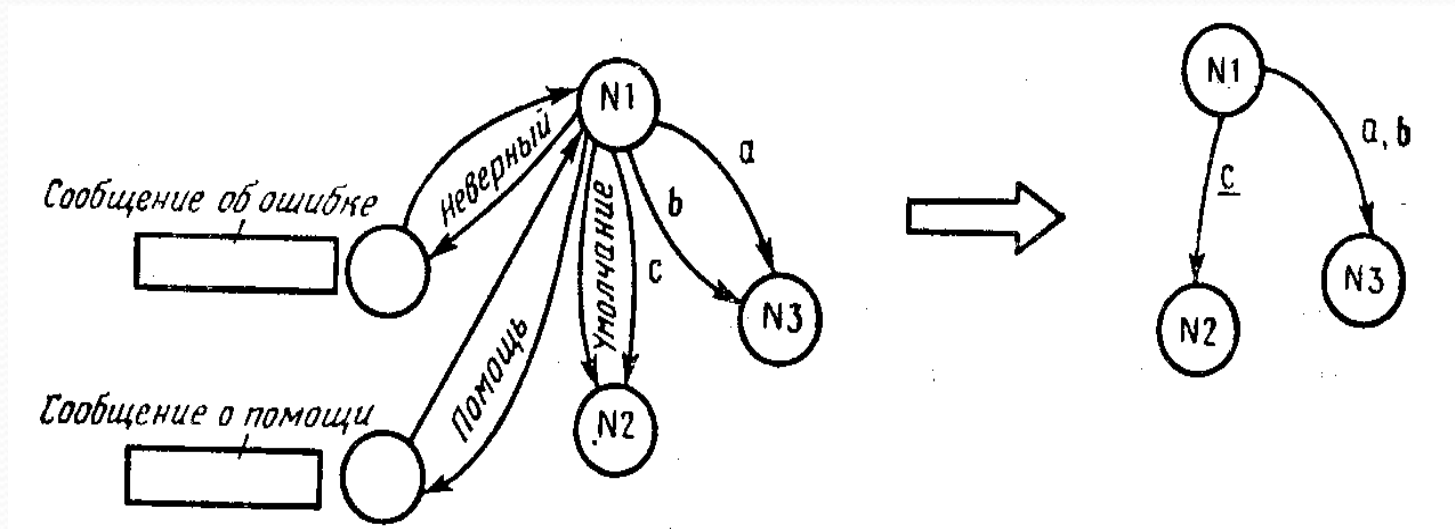 N1
Неверный
a
Сообщение об ошибке
b
Умолчание
c
N3
Помощь
Сообщение о помощи
N2
N1
a, b
c
N3
N2